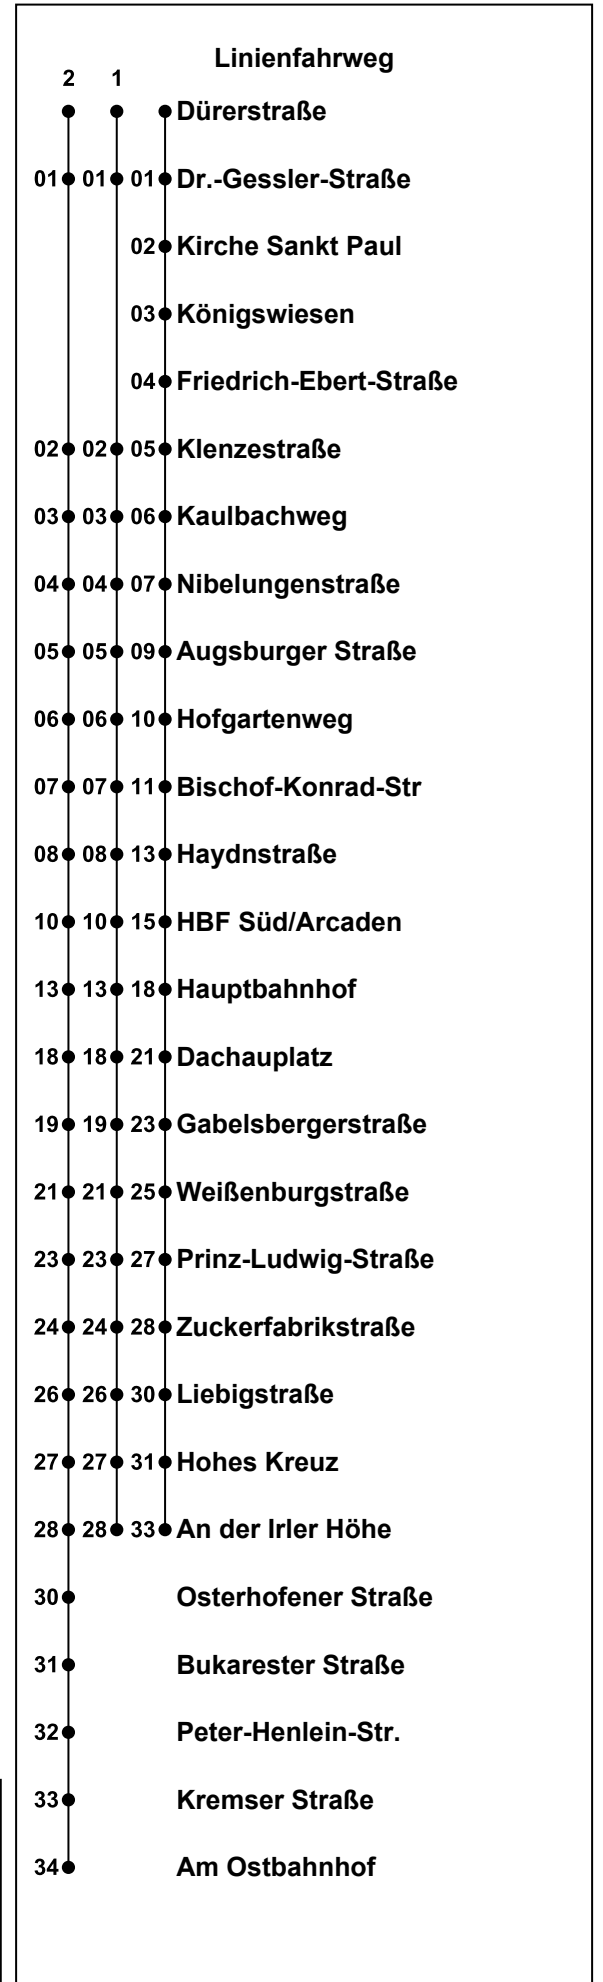 Linienfahrweg
2 1
Dürerstraße
01 01 01 Dr.-Gessler-Straße
02 Kirche Sankt Paul
03 Königswiesen
04 Friedrich-Ebert-Straße
02 02 05 Klenzestraße
03 03 06 Kaulbachweg
04 04 07 Nibelungenstraße
05 05 09 Augsburger Straße
06 06 10 Hofgartenweg
07 07 11 Bischof-Konrad-Str
08 08 13 Haydnstraße
10 10 15 HBF Süd/Arcaden
13 13 18 Hauptbahnhof
18 18 21 Dachauplatz
19 19 23 Gabelsbergerstraße
21 21 25 Weißenburgstraße
23 23 27 Prinz-Ludwig-Straße
24 24 28 Zuckerfabrikstraße
26 26 30 Liebigstraße
27 27 31 Hohes Kreuz
28 28 33 An der Irler Höhe
30 Osterhofener Straße
31 Bukarester Straße
32 Peter-Henlein-Str.
33 Kremser Straße
34 Am Ostbahnhof